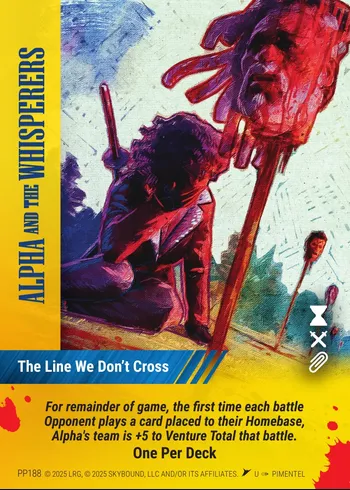 ALPHA AND THE WHISPERERS
The Line We Don't Cross
For remainder of game, the first time each battle
Opponent plays a card placed to their Homebase,
Alpha's team is +5 to Venture Total that battle.
One Per Deck
PP188 © 2025 LRG, © 2025 SKYBOUND, LLC AND/OR ITS AFFILIATES. U PIMENTEL